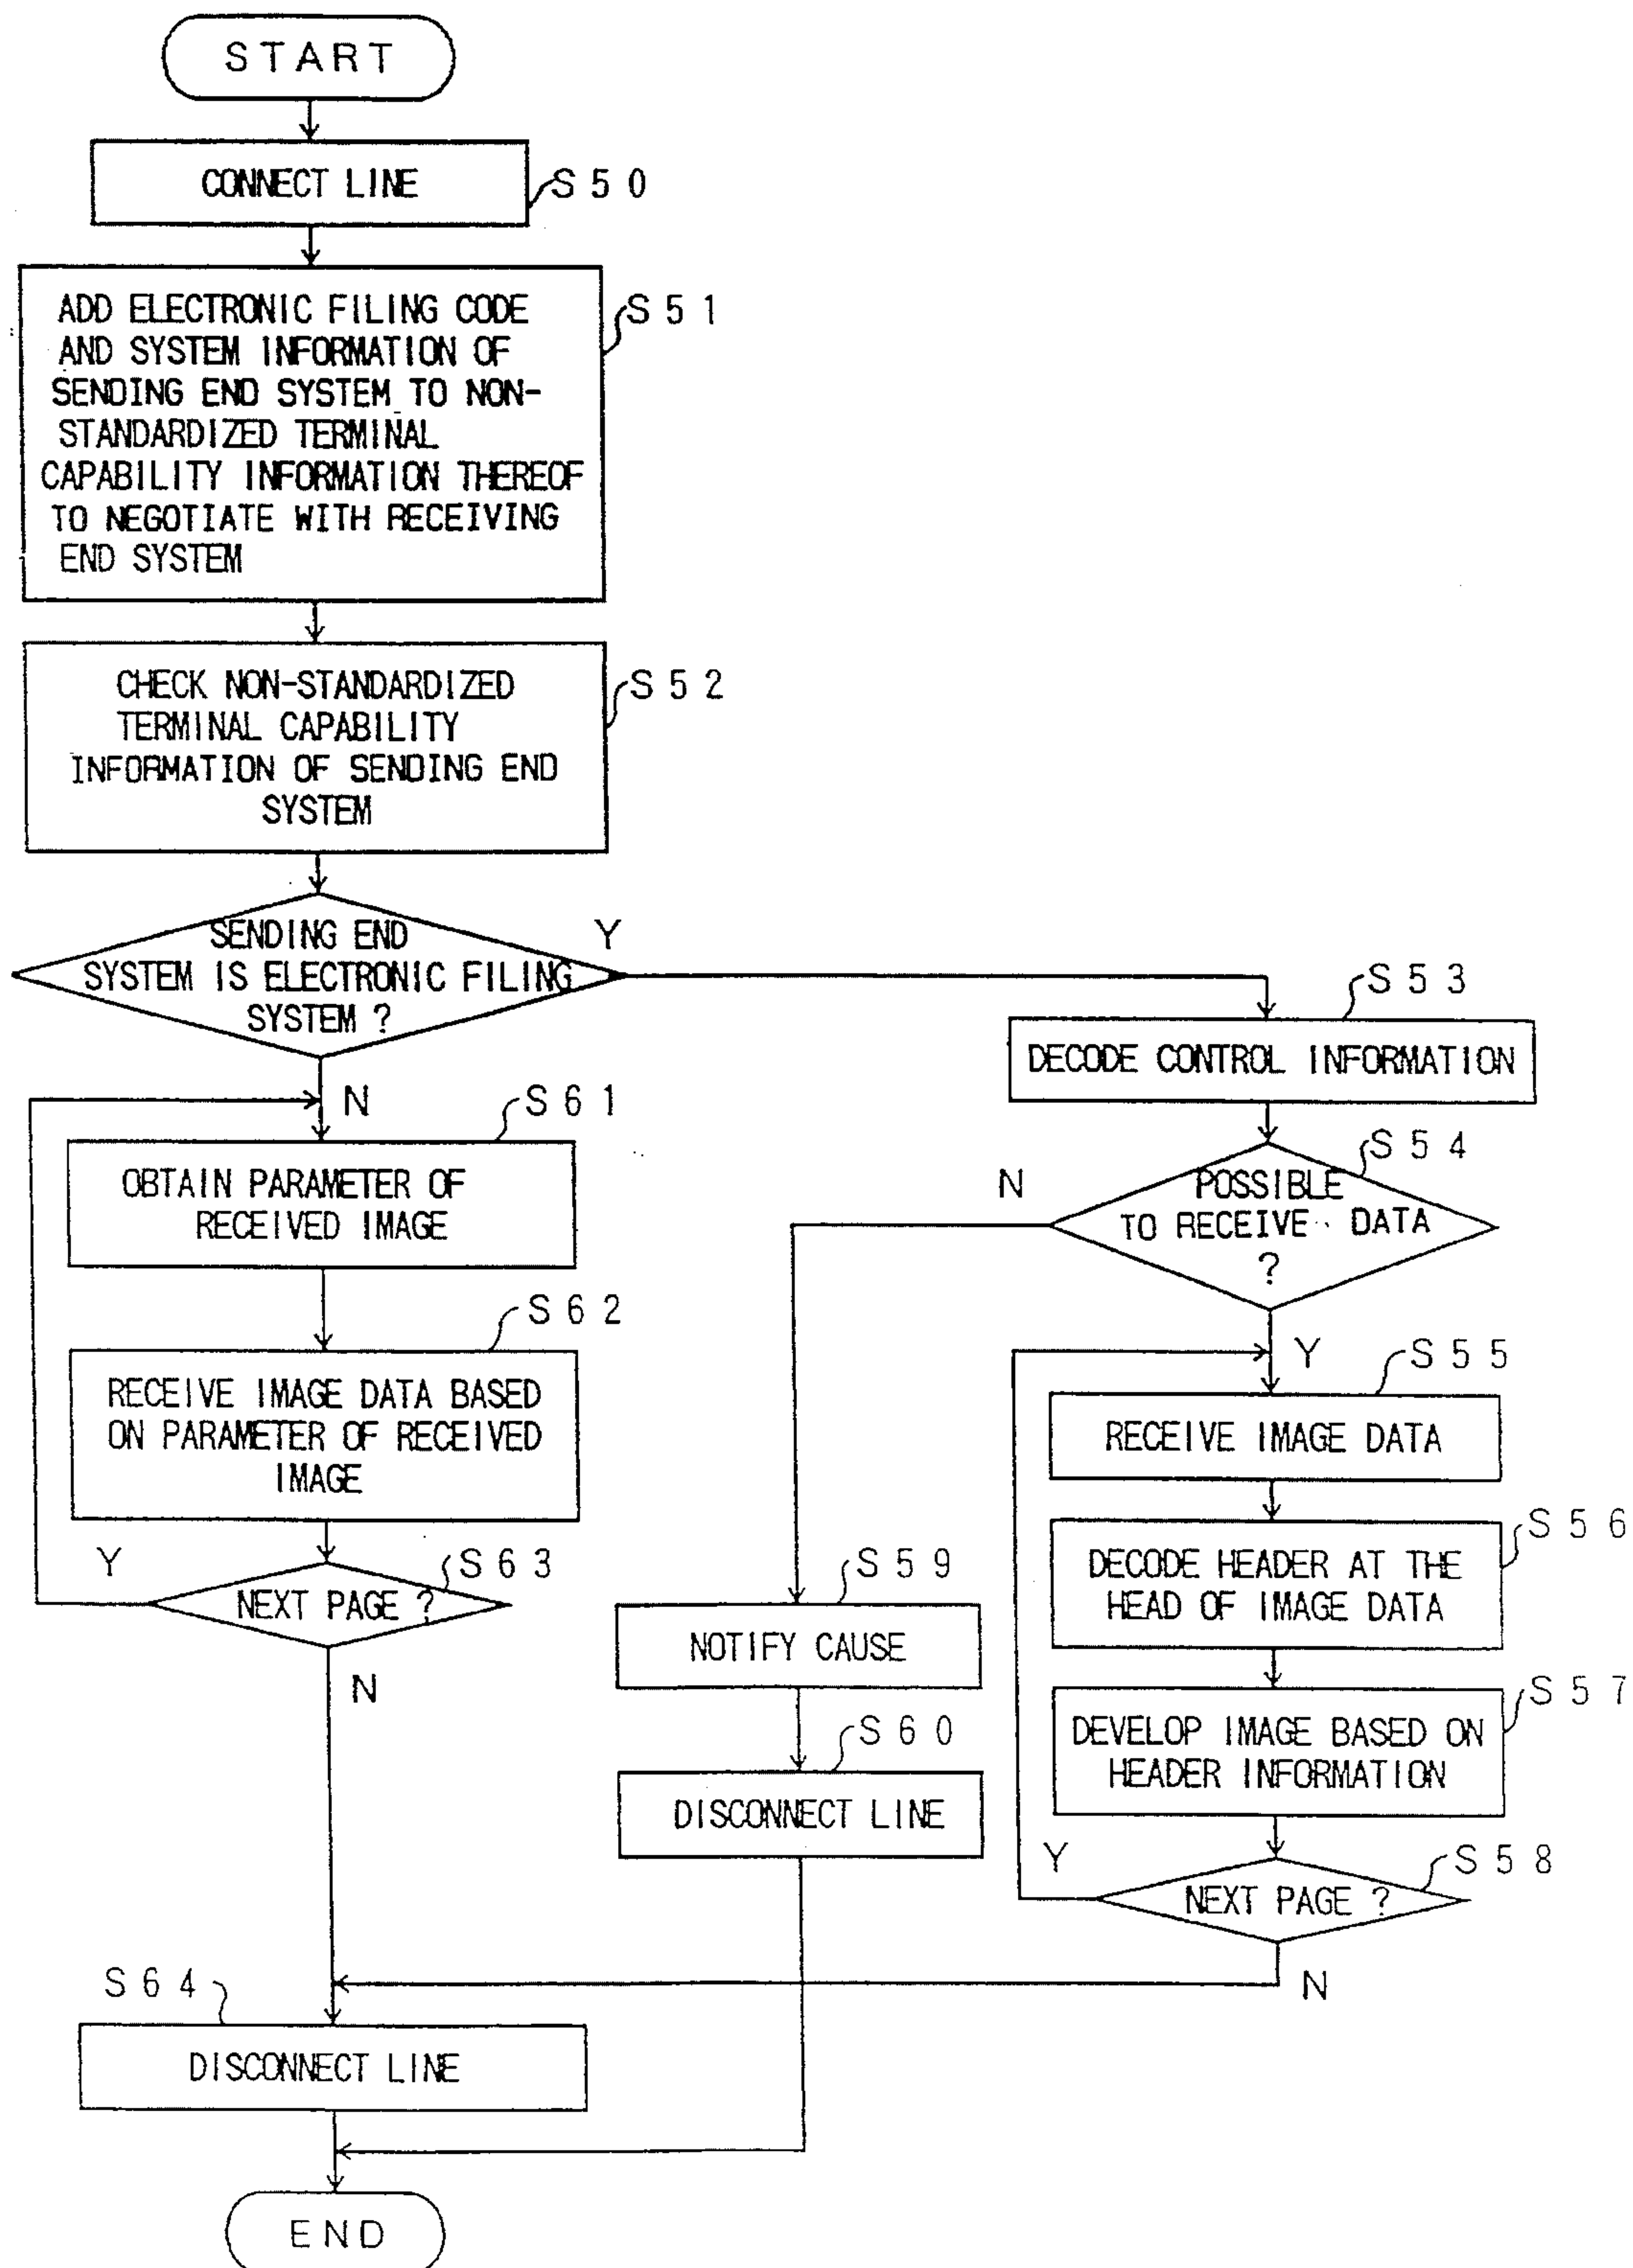 START
CONNECT LINE
S50
ADD ELECTRONIC FILING CODE
AND SYSTEM INFORMATION OF
SENDING END SYSTEM TO NON-
STANDARDIZED TERMINAL
CAPABILITY INFORMATION THEREOF
TO NEGOTIATE WITH RECEIVING
END SYSTEM
S51
CHECK NON-STANDARDIZED
TERMINAL CAPABILITY
INFORMATION OF SENDING END
SYSTEM
S52
SENDING END
SYSTEM IS ELECTRONIC FILING
SYSTEM ?
Y
N
S53
DECODE CONTROL INFORMATION
S54
POSSIBLE
TO RECEIVE DATA
?
N
Y
S55
RECEIVE IMAGE DATA
S56
DECODE HEADER AT THE
HEAD OF IMAGE DATA
S57
DEVELOP IMAGE BASED ON
HEADER INFORMATION
S58
NEXT PAGE ?
Y
N
S59
NOTIFY CAUSE
S60
DISCONNECT LINE
S61
OBTAIN PARAMETER OF
RECEIVED IMAGE
S62
RECEIVE IMAGE DATA BASED
ON PARAMETER OF RECEIVED
IMAGE
S63
NEXT PAGE ?
Y
N
S64
DISCONNECT LINE
END